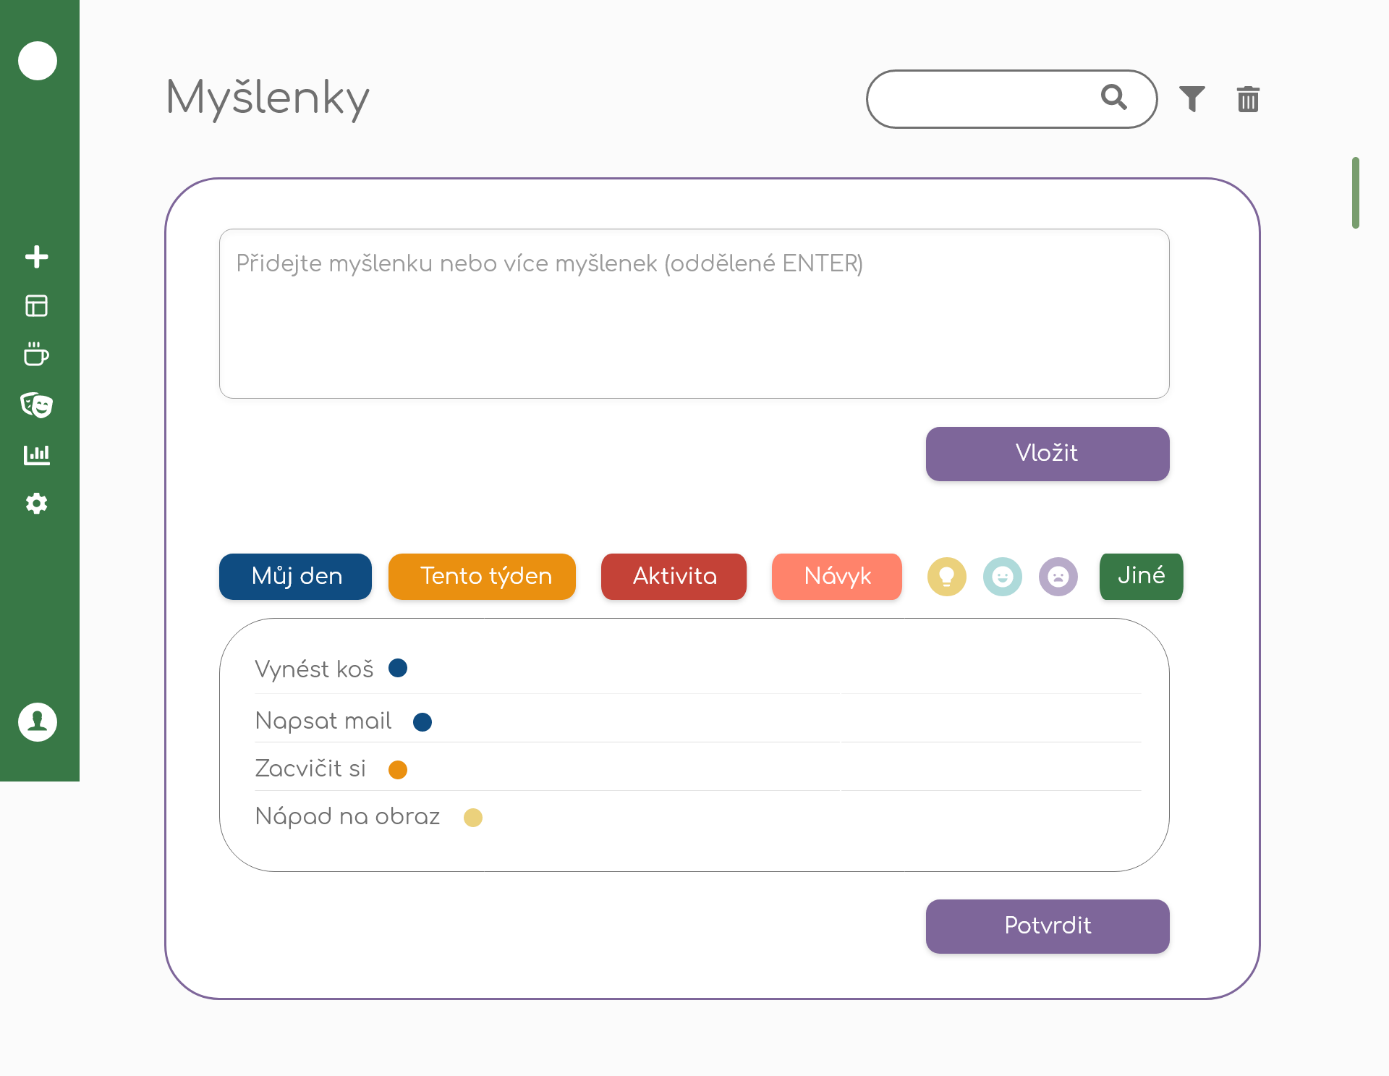 Myšlenky
Přidejte myšlenku nebo více myšlenek (oddělené ENTER)
Vložit
Můj den
Tento týden
Aktivita
Návyk
Jiné
Vynést koš
Napsat mail
Zacvičit si
Nápad na obraz
Potvrdit